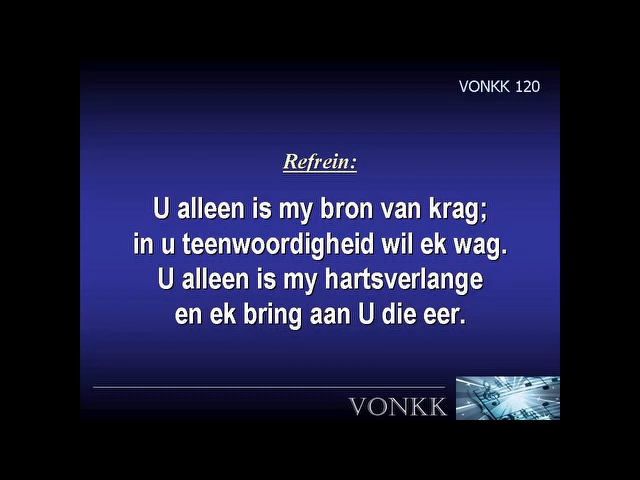 VONKK 120
Refrein:
U alleen is my bron van krag;
in u teenwoordigheid wil ek wag.
U alleen is my hartsverlange
en ek bring aan U die eer.
VONKK